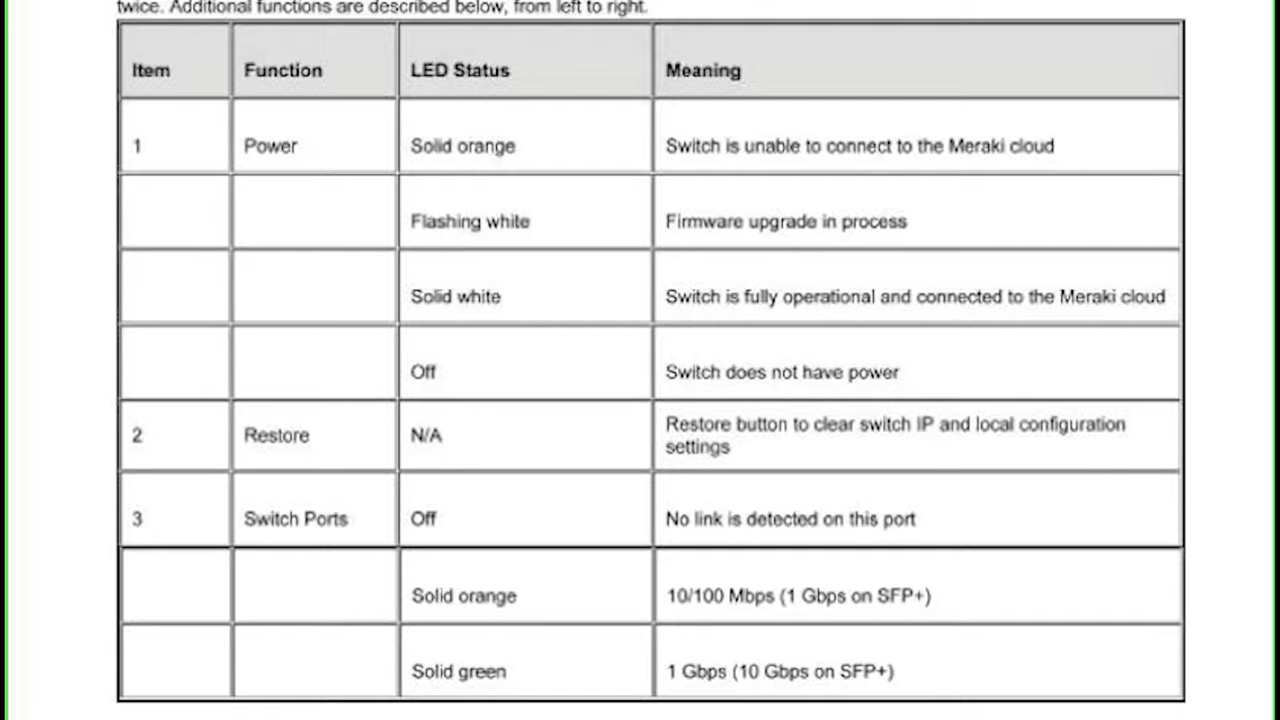 twice. Additional functions are described below, from left to right.
Item Function LED Status Meaning
1 Power Solid orange Switch is unable to connect to the Meraki cloud
Flashing white Firmware upgrade in process
Solid white Switch is fully operational and connected to the Meraki cloud
Off Switch does not have power
2 Restore N/A Restore button to clear switch IP and local configuration
settings
3 Switch Ports Off No link is detected on this port
Solid orange 10/100 Mbps (1 Gbps on SFP+)
Solid green 1 Gbps (10 Gbps on SFP+)